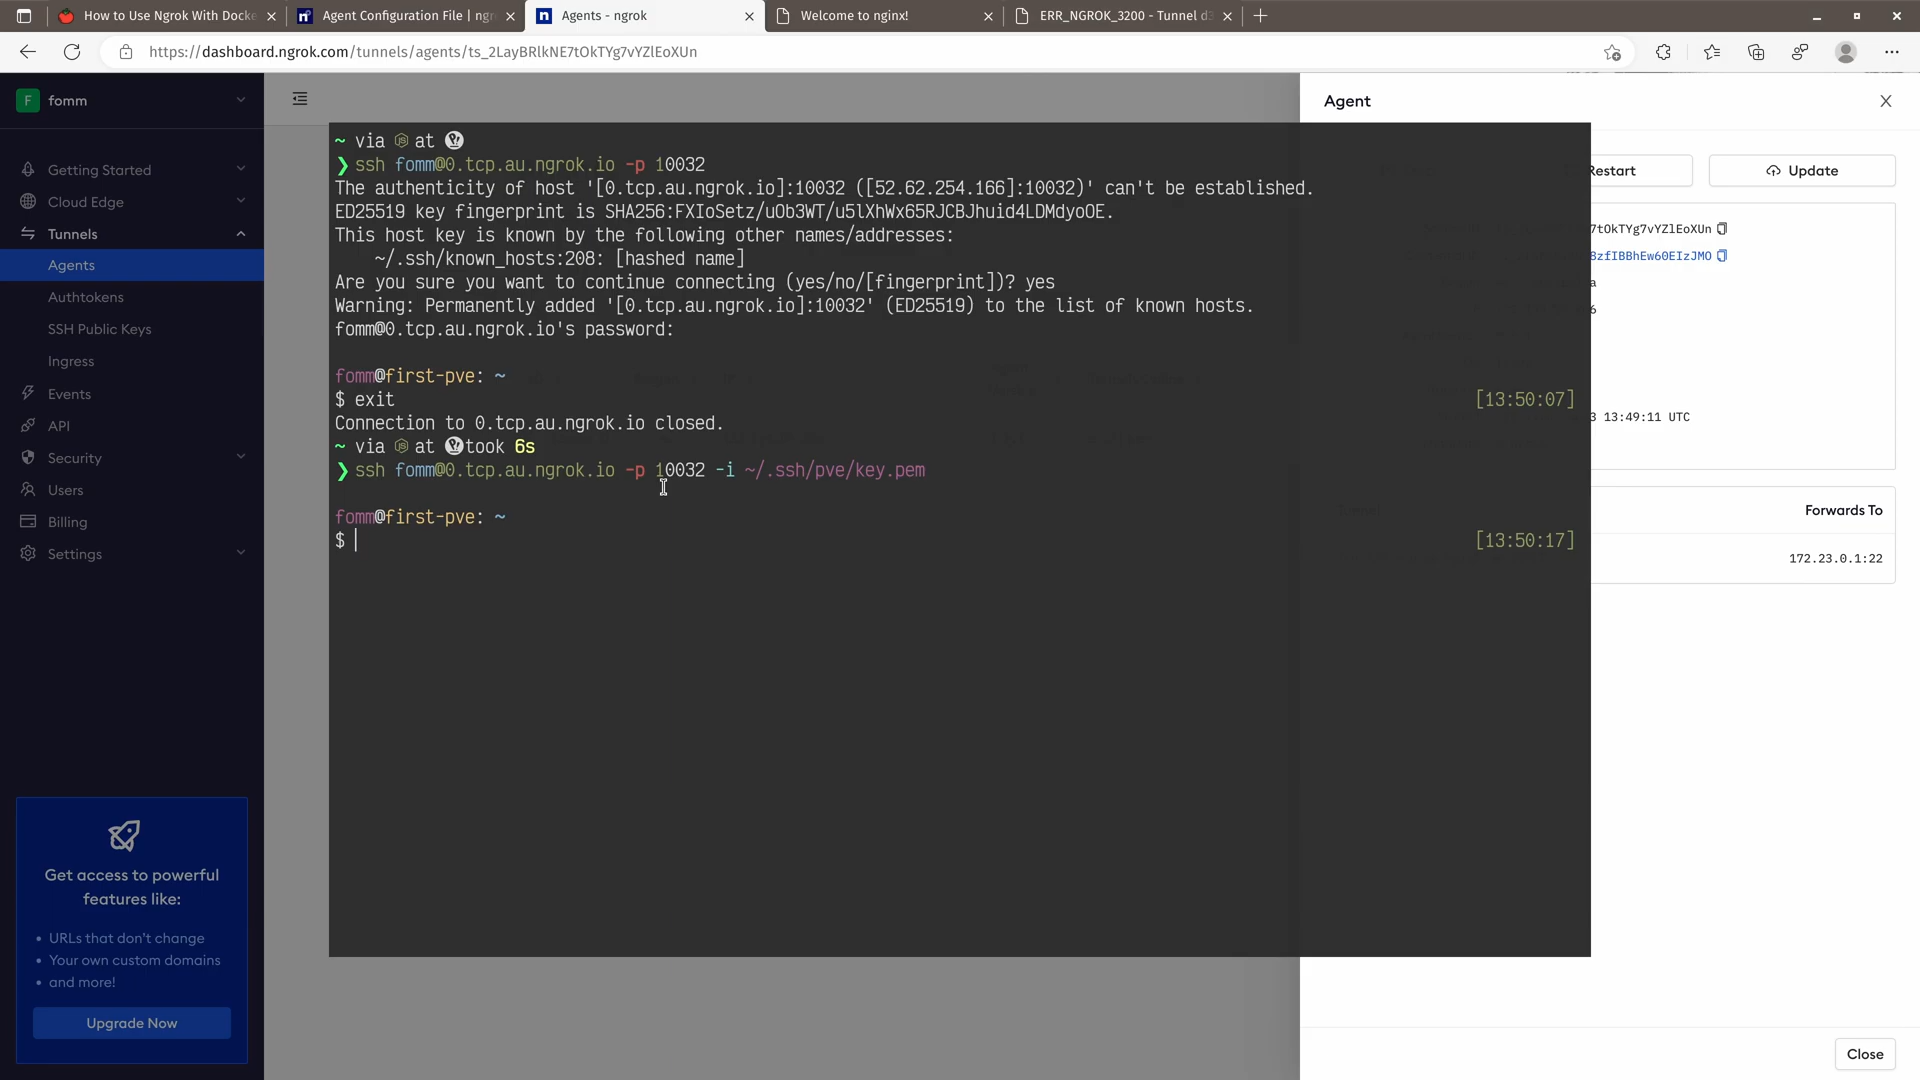 How to Use Ngrok With Docke
Agent Configuration File | ngr
Agents - ngrok
Welcome to nginx!
ERR_NGROK_3200 - Tunnel d3
https://dashboard.ngrok.com/tunnels/agents/ts_2LayBRlkNE7tOkTYg7vYZlEoXUn
F fomm
Getting Started
Cloud Edge
Tunnels
Agents
Authtokens
SSH Public Keys
Ingress
Events
API
Security
Users
Billing
Settings
Get access to powerful
features like:
• URLs that don't change
• Your own custom domains
• and more!
Upgrade Now
~ via at
❯ ssh fomm@0.tcp.au.ngrok.io -p 10032
The authenticity of host '[0.tcp.au.ngrok.io]:10032 ([52.62.254.166]:10032)' can't be established.
ED25519 key fingerprint is SHA256:FXIoSetz/uOb3WT/u5lXhWx65RJCBJhuid4LDMdyoOE.
This host key is known by the following other names/addresses:
~/.ssh/known_hosts:208: [hashed name]
Are you sure you want to continue connecting (yes/no/[fingerprint])? yes
Warning: Permanently added '[0.tcp.au.ngrok.io]:10032' (ED25519) to the list of known hosts.
fomm@0.tcp.au.ngrok.io's password:
fomm@first-pve: ~
$ exit [13:50:07]
Connection to 0.tcp.au.ngrok.io closed.
~ via at took 6s
❯ ssh fomm@0.tcp.au.ngrok.io -p 10032 -i ~/.ssh/pve/key.pem
fomm@first-pve: ~
$ [13:50:17]
Agent
Restart
Update
7tOkTYg7vYZlEoXUn
8zfIBBhEw60EIzJMO
a
6
3 13:49:11 UTC
Forwards To
172.23.0.1:22
Close